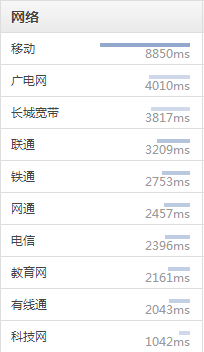 网络
移动
8850ms
广电网
4010ms
长城宽带
3817ms
联通
3209ms
铁通
2753ms
网通
2457ms
电信
2396ms
教育网
2161ms
有线通
2043ms
科技网
1042ms